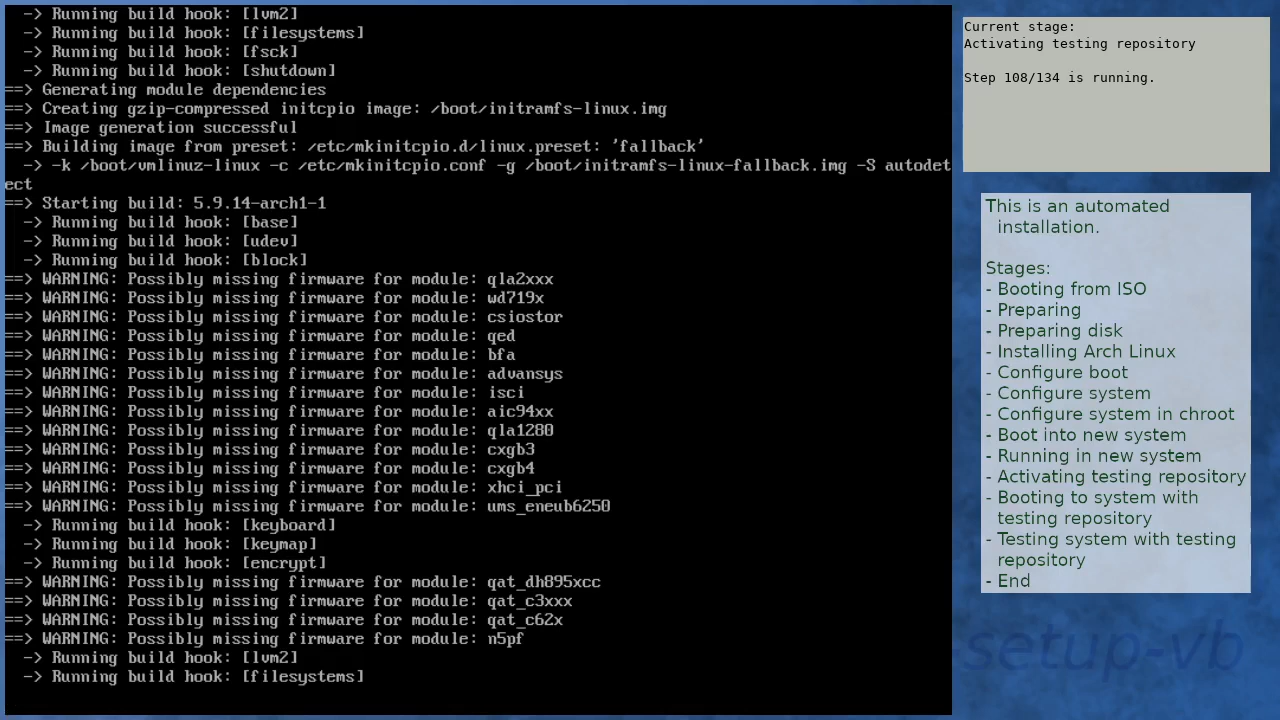 -> Running build hook: [lvm2]
-> Running build hook: [filesystems]
-> Running build hook: [fsck]
-> Running build hook: [shutdown]
==> Generating module dependencies
==> Creating gzip-compressed initcpio image: /boot/initramfs-linux.img
==> Image generation successful
==> Building image from preset: /etc/mkinitcpio.d/linux.preset: 'fallback'
-> -k /boot/vmlinuz-linux -c /etc/mkinitcpio.conf -g /boot/initramfs-linux-fallback.img -S autodet
ect
==> Starting build: 5.9.14-arch1-1
-> Running build hook: [base]
-> Running build hook: [udev]
-> Running build hook: [block]
==> WARNING: Possibly missing firmware for module: qla2xxx
==> WARNING: Possibly missing firmware for module: wd719x
==> WARNING: Possibly missing firmware for module: csiostor
==> WARNING: Possibly missing firmware for module: qed
==> WARNING: Possibly missing firmware for module: bfa
==> WARNING: Possibly missing firmware for module: advansys
==> WARNING: Possibly missing firmware for module: isci
==> WARNING: Possibly missing firmware for module: aic94xx
==> WARNING: Possibly missing firmware for module: qla1280
==> WARNING: Possibly missing firmware for module: cxgb3
==> WARNING: Possibly missing firmware for module: cxgb4
==> WARNING: Possibly missing firmware for module: xhci_pci
==> WARNING: Possibly missing firmware for module: ums_eneub6250
-> Running build hook: [keyboard]
-> Running build hook: [keymap]
-> Running build hook: [encrypt]
==> WARNING: Possibly missing firmware for module: qat_dh895xcc
==> WARNING: Possibly missing firmware for module: qat_c3xxx
==> WARNING: Possibly missing firmware for module: qat_c62x
==> WARNING: Possibly missing firmware for module: n5pf
-> Running build hook: [lvm2]
-> Running build hook: [filesystems]
Current stage:
Activating testing repository
Step 108/134 is running.
This is an automated
installation.
Stages:
- Booting from ISO
- Preparing
- Preparing disk
- Installing Arch Linux
- Configure boot
- Configure system
- Configure system in chroot
- Boot into new system
- Running in new system
- Activating testing repository
- Booting to system with
testing repository
- Testing system with testing
repository
- End
-setup-vb